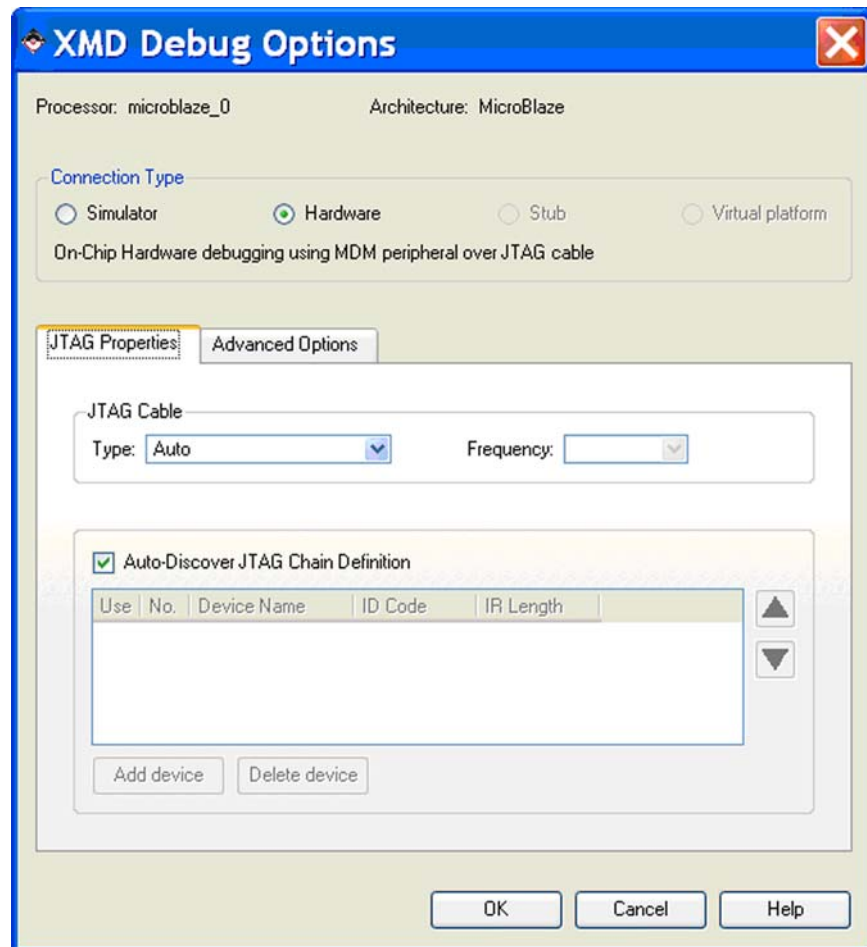 XMD Debug Options
Processor: microblaze_0 Architecture: MicroBlaze
Connection Type
Simulator Hardware Stub Virtual platform
On-Chip Hardware debugging using MDM peripheral over JTAG cable
JTAG Properties Advanced Options
JTAG Cable
Type: Auto Frequency:
Auto-Discover JTAG Chain Definition
Use No. Device Name ID Code IR Length
Add device Delete device
OK Cancel Help